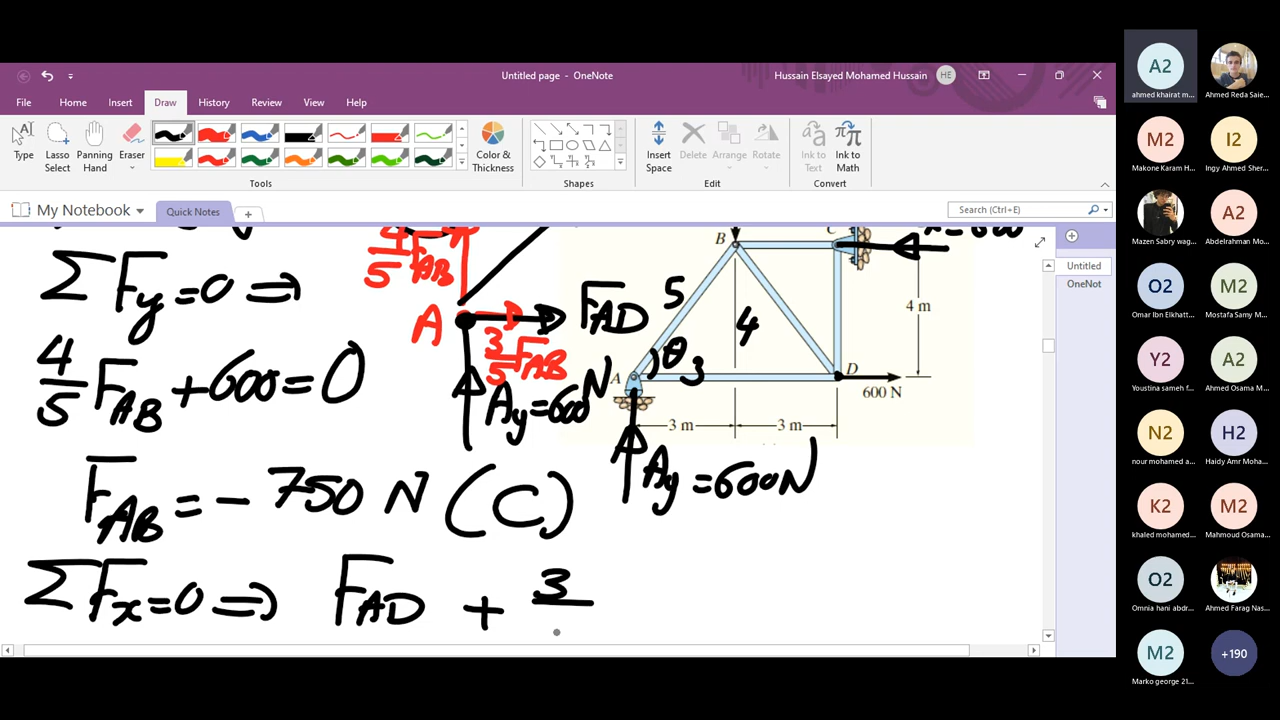 Untitled page - OneNote
Hussain Elsayed Mohamed Hussain HE
File Home Insert Draw History Review View Help
Type Lasso Select Panning Hand Eraser
Color & Thickness
Insert Space Delete Arrange Rotate
Ink to Text Ink to Math
Tools Shapes Edit Convert
My Notebook Quick Notes
Search (Ctrl+E)
Untitled
OneNot.
ΣFy=0 ⇒
4/5 FAB +600=0
FAB = - 750 N (C)
ΣFx=0 ⇒ FAD + 3
4/5 FAB
A
FAD
3/5 FAB
Ay=600N
B
C
=600
5
4
4 m
θ
3
A
D
600 N
3 m
3 m
Ay=600N
A2
ahmed khairat m...
Ahmed Reda Saie...
M2
Makone Karam H...
I2
Ingy Ahmed Sher...
Mazen Sabry wag...
A2
Abdelrahman Mo...
O2
Omar Ibn Elkhatt...
M2
Mostafa Samy M...
Y2
Youstina sameh f...
A2
Ahmed Osama M...
N2
nour mohamed a...
H2
Haidy Amr Moha...
K2
khaled mohamed...
M2
Mahmoud Osama...
O2
Omnia hani abdr...
Ahmed Farag Nas...
M2
Marko george 21...
+190